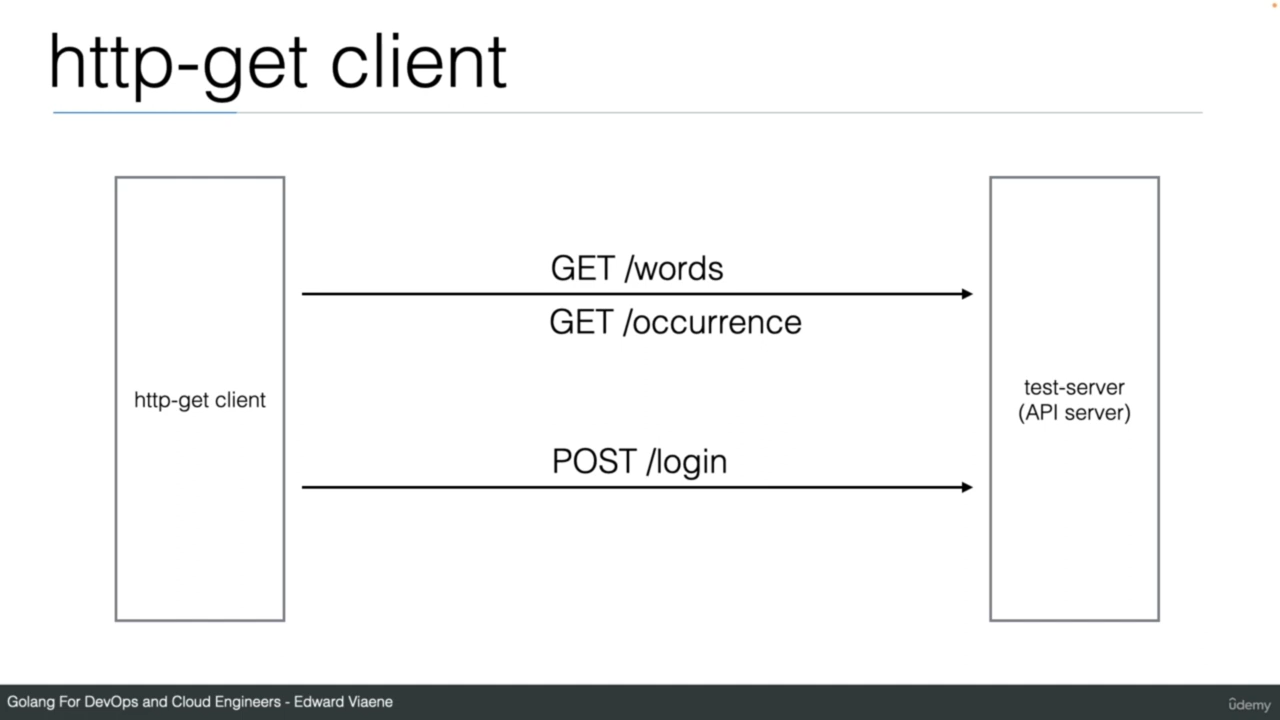 http-get client
GET /words
GET /occurrence
http-get client
test-server
(API server)
POST /login
Golang For DevOps and Cloud Engineers - Edward Viaene
ûdemy